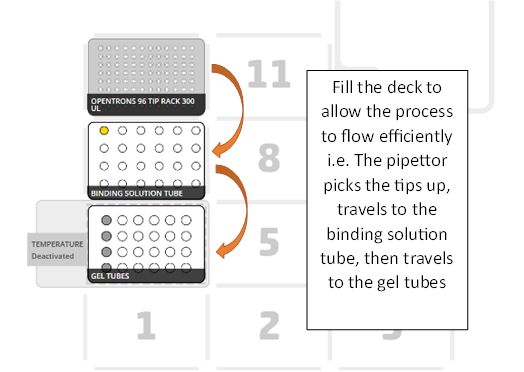 OPENTRONS 96 TIP RACK 300
UL
11
BINDING SOLUTION TUBE
8
TEMPERATURE
Deactivated
GEL TUBES
5
1
2
Fill the deck to
allow the process
to flow efficiently
i.e. The pipettor
picks the tips up,
travels to the
binding solution
tube, then travels
to the gel tubes